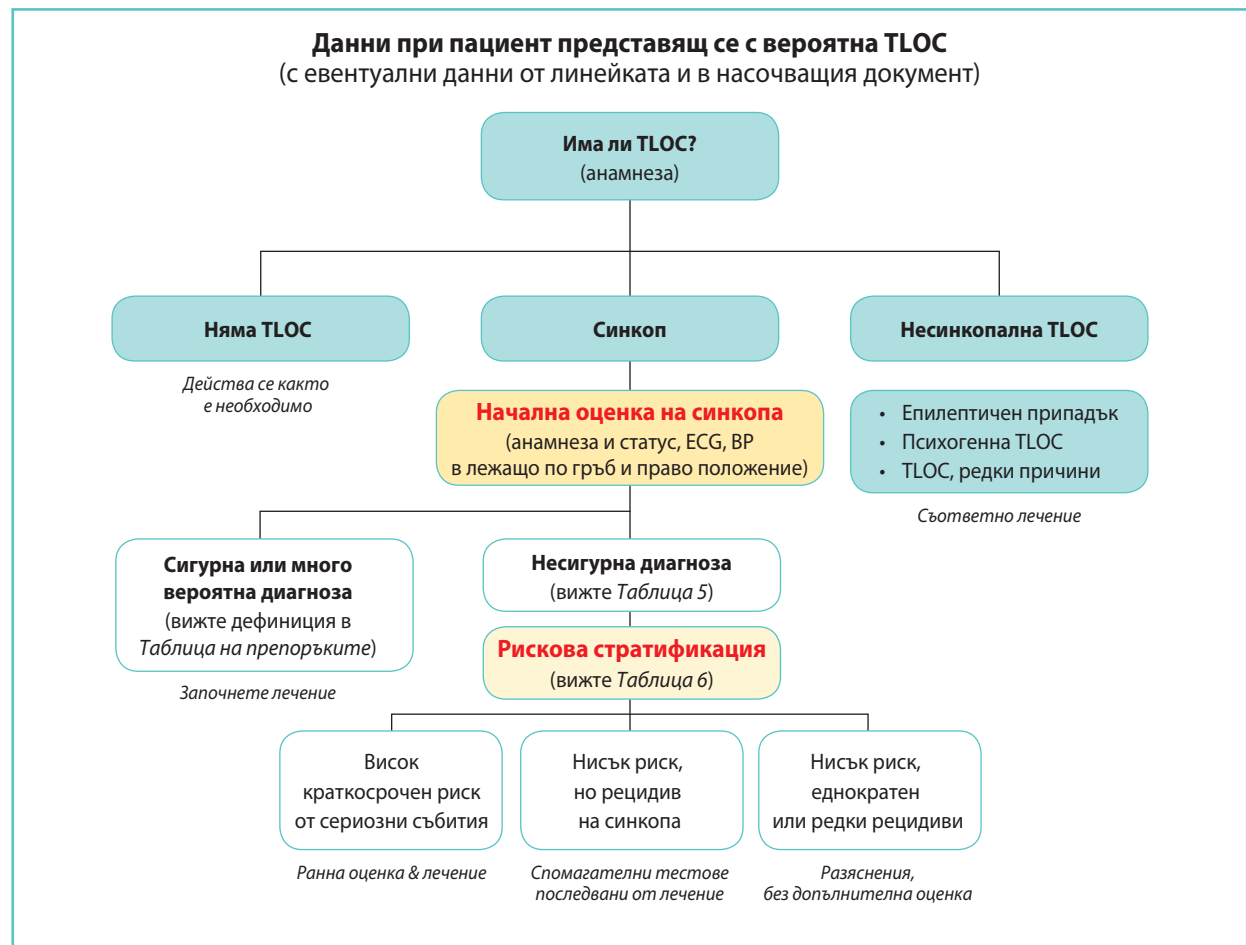 Данни при пациент представящ се с вероятна TLOC
(с евентуални данни от линейката и в насочващия документ)
Има ли TLOC?
(анамнеза)
Няма TLOC
Действа се както
е необходимо
Синкоп
Несинкопална TLOC
Начална оценка на синкопа
(анамнеза и статус, ECG, BP
в лежащо по гръб и право положение)
• Епилептичен припадък
• Психогенна TLOC
• TLOC, редки причини
Съответно лечение
Сигурна или много
вероятна диагноза
(вижте дефиниция в
Таблица на препоръките)
Започнете лечение
Несигурна диагноза
(вижте Таблица 5)
Рискова стратификация
(вижте Таблица 6)
Висок
краткосрочен риск
от сериозни събития
Ранна оценка & лечение
Нисък риск,
но рецидив
на синкопа
Спомагателни тестове
последвани от лечение
Нисък риск,
еднократен
или редки рецидиви
Разяснения,
без допълнителна оценка